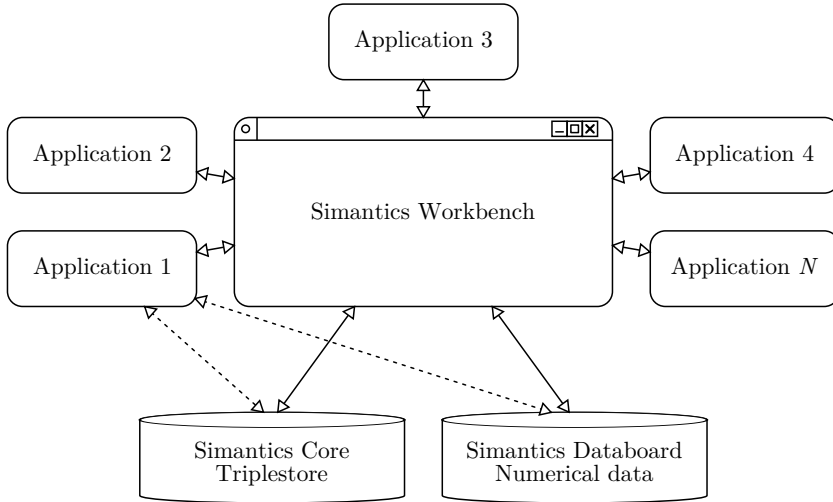 Application 3
Application 2
Application 4
Simantics Workbench
Application 1
Application N
Simantics Core
Triplestore
Simantics Databoard
Numerical data